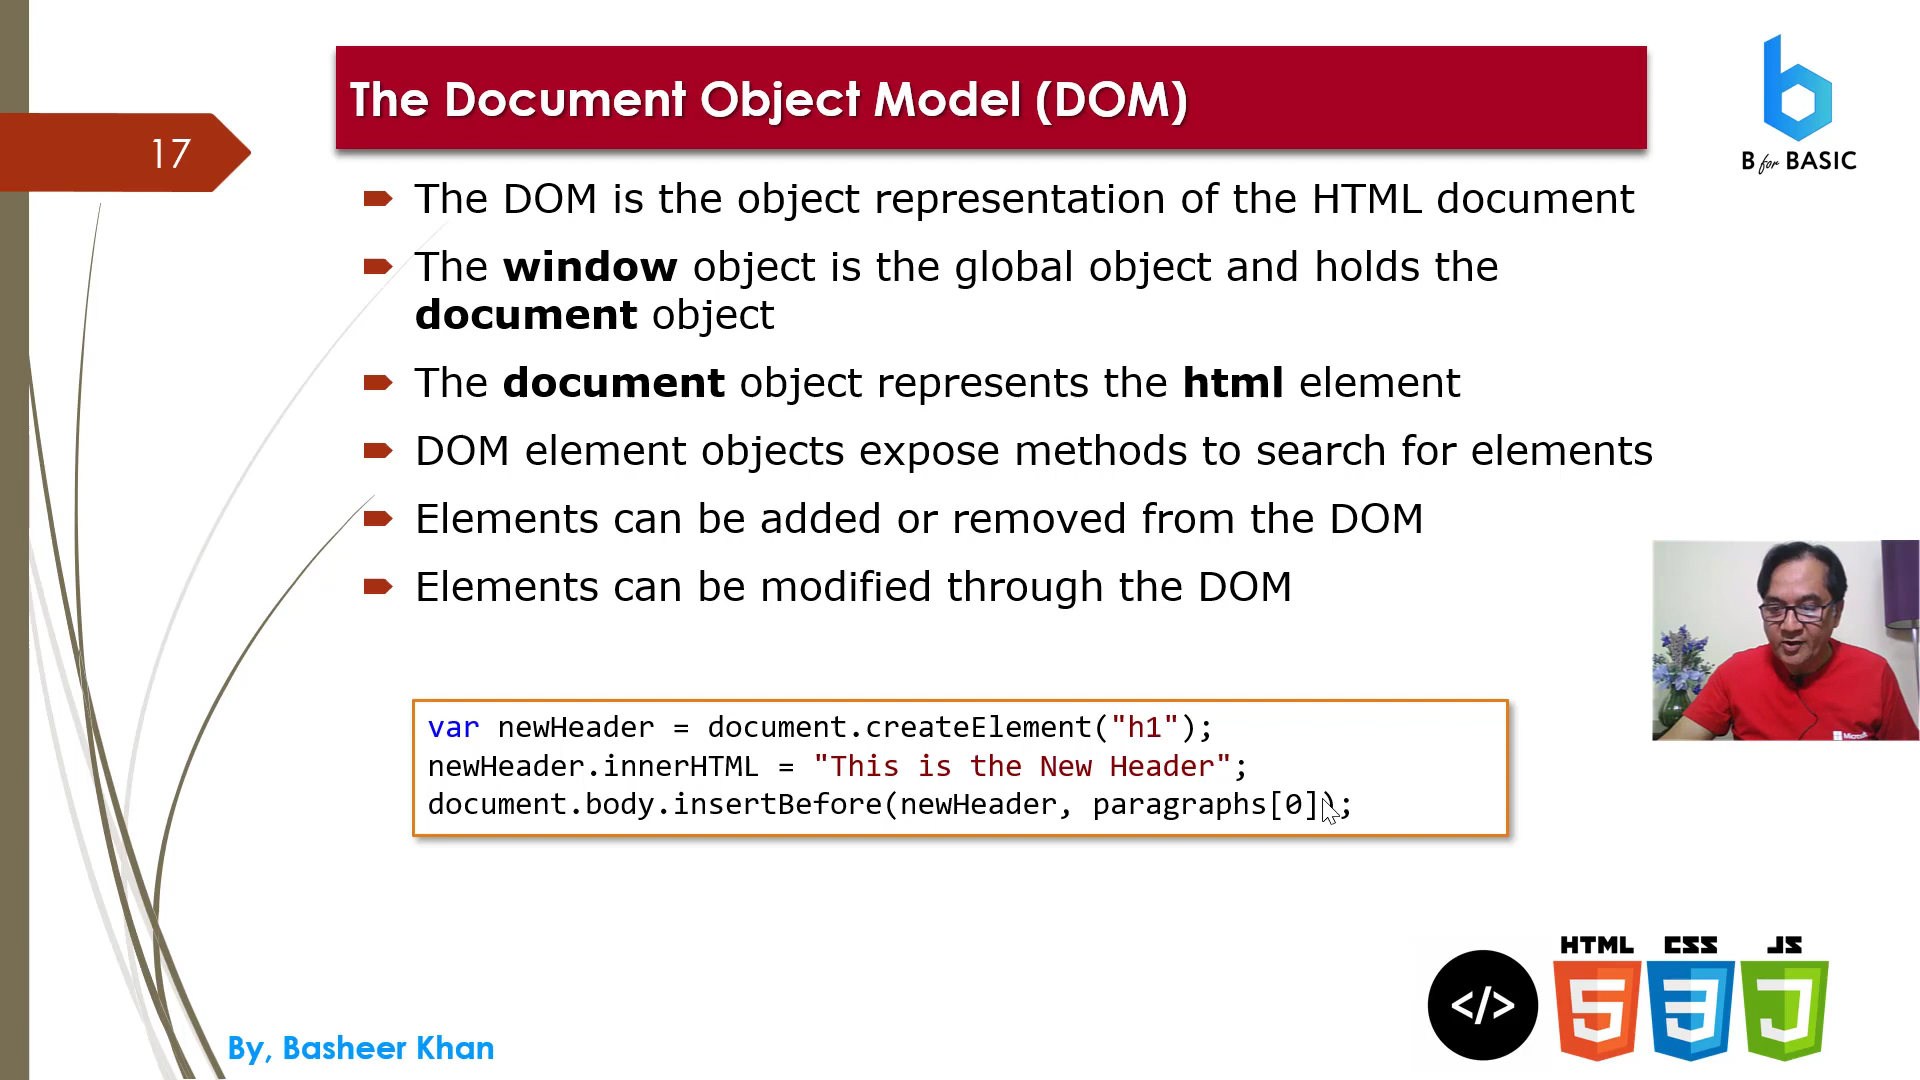 The Document Object Model (DOM)
B for BASIC
17
The DOM is the object representation of the HTML document
The window object is the global object and holds the
document object
The document object represents the html element
DOM element objects expose methods to search for elements
Elements can be added or removed from the DOM
Elements can be modified through the DOM
var newHeader = document.createElement("h1");
newHeader.innerHTML = "This is the New Header";
document.body.insertBefore(newHeader, paragraphs[0]);
HTML CSS JS
</>
By, Basheer Khan